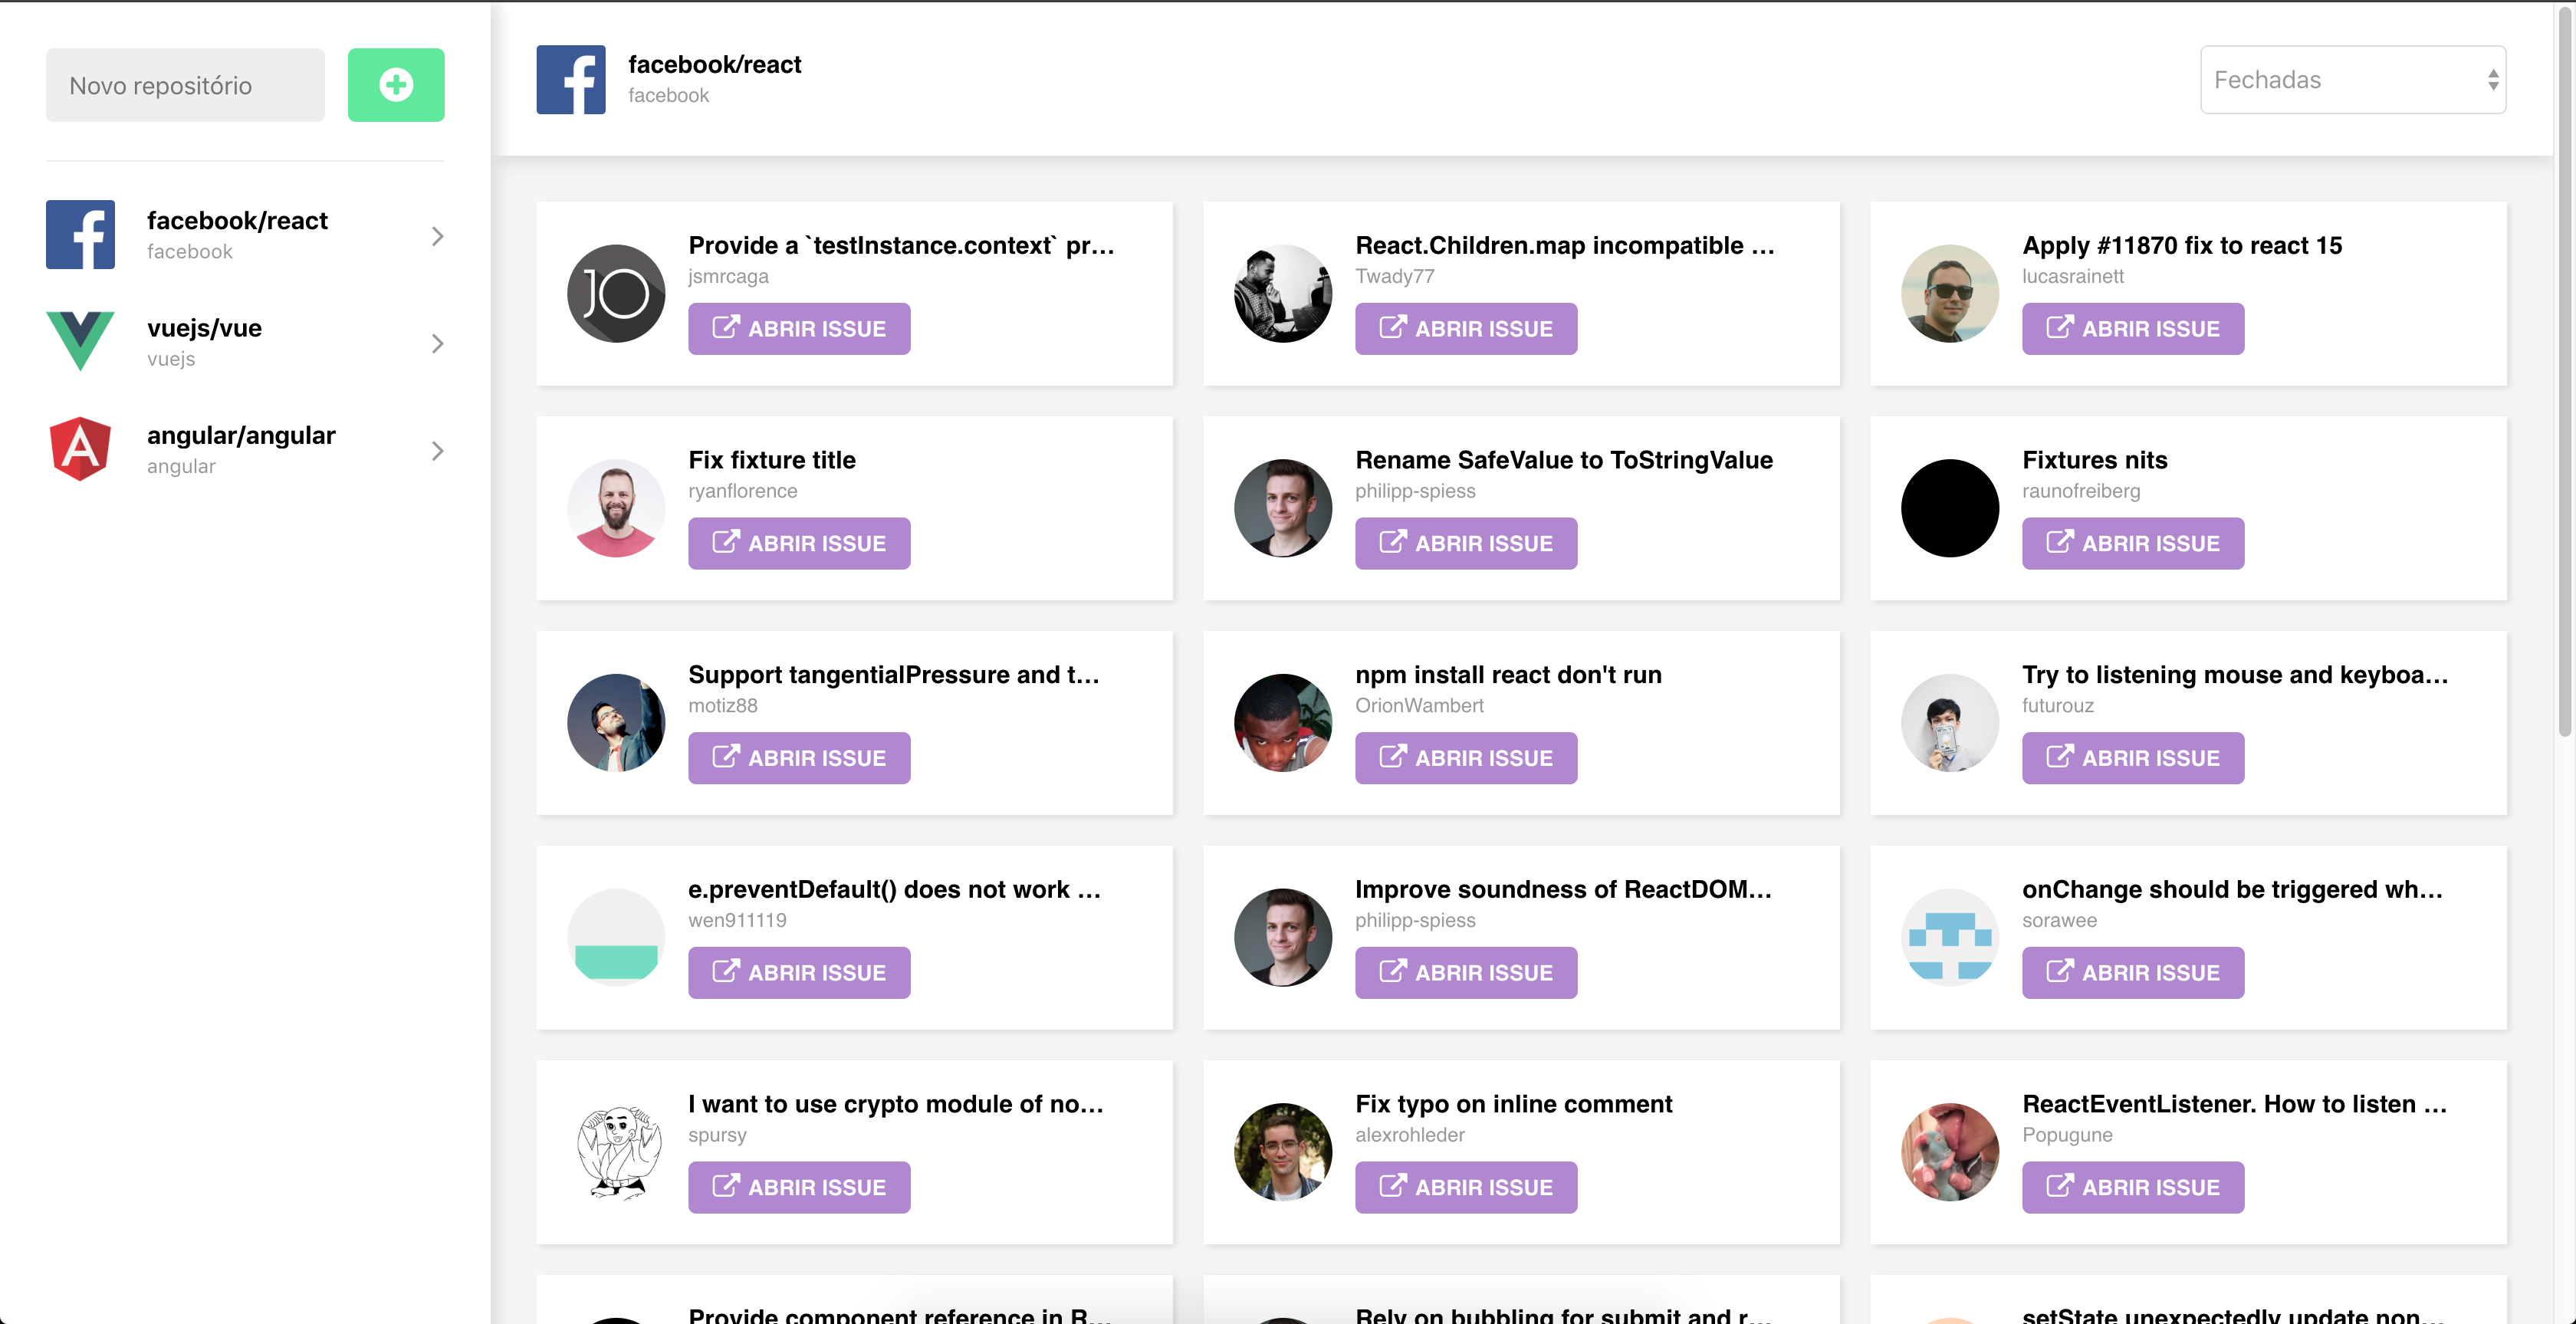 Novo repositório
facebook/react
facebook
vuejs/vue
vuejs
angular/angular
angular
facebook/react
facebook
Fechadas
Provide a `testInstance.context` pr...
jsmrcaga
ABRIR ISSUE
React.Children.map incompatible ...
Twady77
ABRIR ISSUE
Apply #11870 fix to react 15
lucasrainett
ABRIR ISSUE
Fix fixture title
ryanflorence
ABRIR ISSUE
Rename SafeValue to ToStringValue
philipp-spiess
ABRIR ISSUE
Fixtures nits
raunofreiberg
ABRIR ISSUE
Support tangentialPressure and t...
motiz88
ABRIR ISSUE
npm install react don't run
OrionWambert
ABRIR ISSUE
Try to listening mouse and keyboa...
futurouz
ABRIR ISSUE
e.preventDefault() does not work ...
wen911119
ABRIR ISSUE
Improve soundness of ReactDOM...
philipp-spiess
ABRIR ISSUE
onChange should be triggered wh...
sorawee
ABRIR ISSUE
I want to use crypto module of no...
spursy
ABRIR ISSUE
Fix typo on inline comment
alexrohleder
ABRIR ISSUE
ReactEventListener. How to listen ...
Popugune
ABRIR ISSUE
Provide component reference in R...
Rely on bubbling for submit and r...
setState unexpectedly update non...